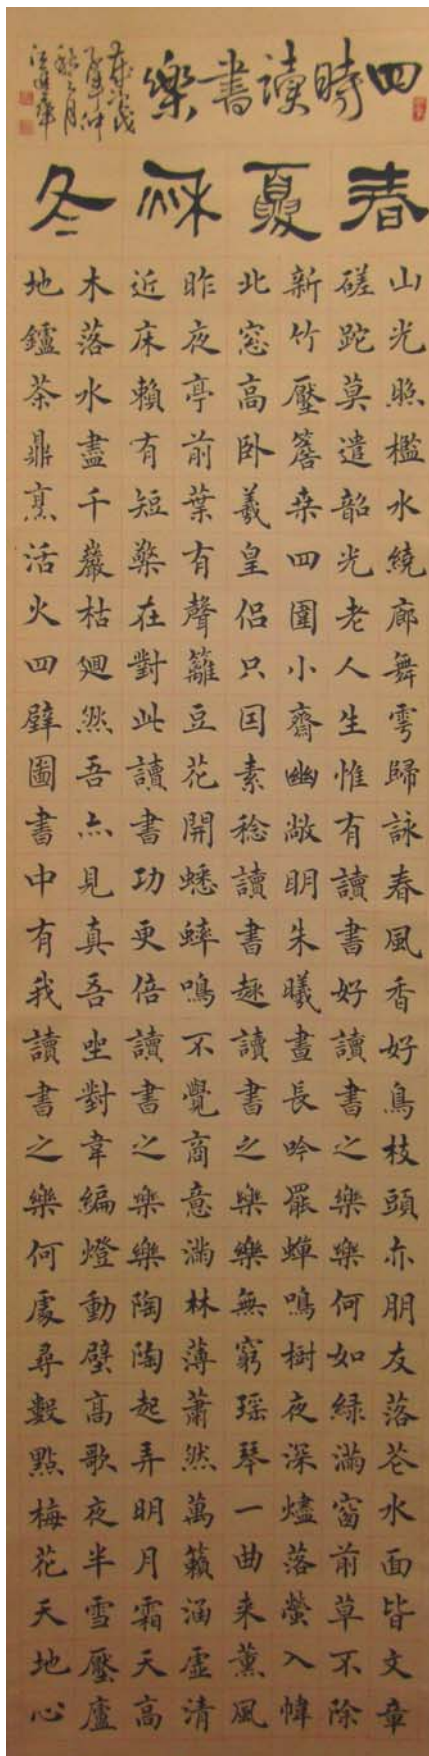 四時讀書樂
仲
秋之月
春夏秋冬
山光照檻水繞廊舞雩歸詠春風香好鳥枝頭亦朋友落花水面皆文章
磋跎莫遣韶光老人生惟有讀書好讀書之樂樂何如綠滿窗前草不除
新竹壓簷桑四圍小齋幽敞明朱曦晝長吟罷蟬鳴樹夜深燼落螢入幃
北窓高卧羲皇侶只因素稔讀書趣讀書之樂樂無窮瑤琴一曲来薰風
昨夜亭前葉有聲籬豆花開蟋蟀鳴不覺商意滿林薄蕭然萬籟涵虛清
近床賴有短檠在對此讀書功更倍讀書之樂樂陶陶起弄明月霜天高
木落水盡千巖枯迥然吾亦見真吾坐對韋編燈動壁高歌夜半雪壓廬
地鑪茶鼎烹活火四壁圖書中有我讀書之樂何處尋數點梅花天地心